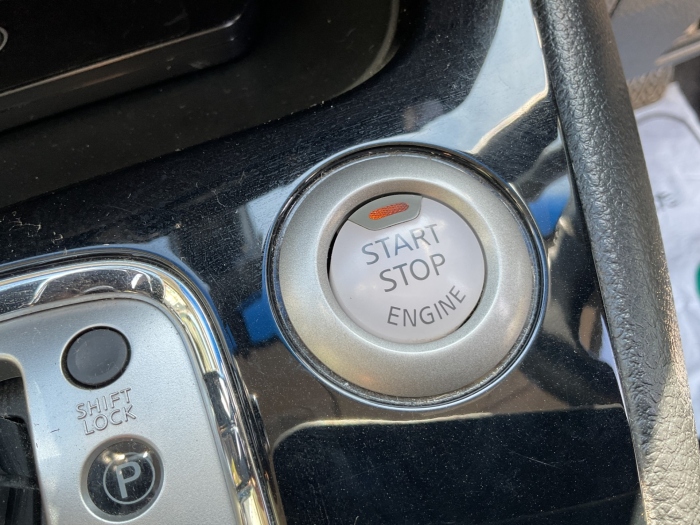 START
STOP
ENGINE
SHIFT
LOCK
P